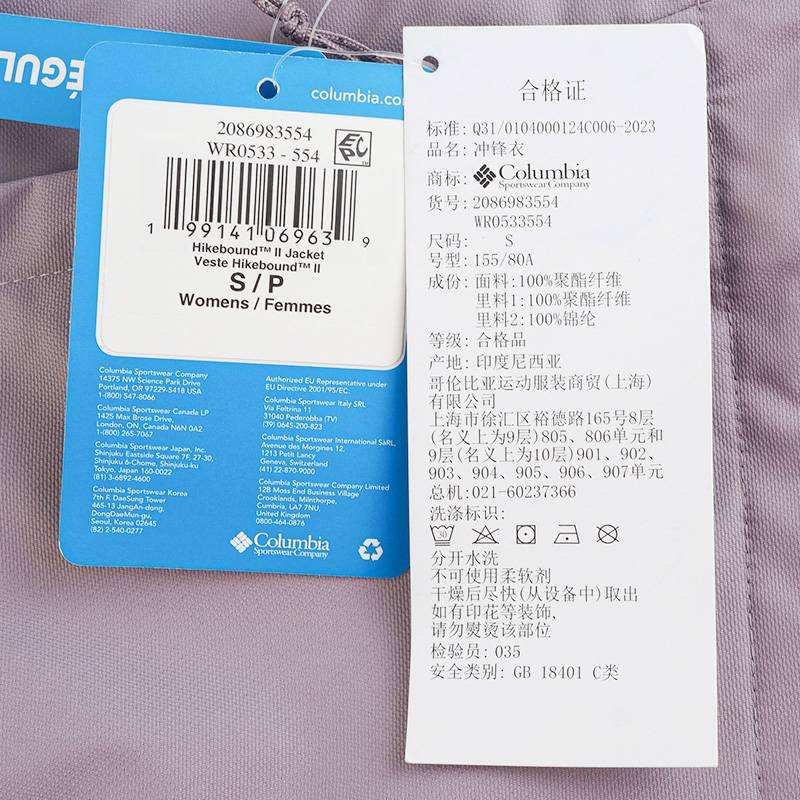 ÉGUL
columbia.co
2086983554
WR0533 - 554
EPC
TM
1 99141 06963 9
Hikebound™ II Jacket
Veste Hikebound™ II
S / P
Womens / Femmes
Columbia Sportswear Company
14375 NW Science Park Drive
Portland, OR 97229-5418 USA
1-(800) 547-8066
Columbia Sportswear Canada LP
1425 Max Brose Drive,
London, ON, Canada N6N 0A2
1-(800) 265-7067
Columbia Sportswear Japan, Inc.
Shinjuku Eastside Square 7F, 27-30,
Shinjuku 6-Chome, Shinjuku-ku
Tokyo, Japan 160-0022
(81) 3-6892-4600
Columbia Sportswear Korea
7th F. DaeSung Tower
465-13 JangAn-dong,
DongDaeMun-gu,
Seoul, Korea 02645
(82) 2-540-0277
Authorized EU Representative under
EU Directive 2001/95/EC:
Columbia Sportswear Italy SRL
Via Feltrina 11
31040 Pederobba (TV)
(39) 0645-200-823
Columbia Sportswear International SàRL,
Avenue des Morgines 12,
1213 Petit Lancy
Geneva, Switzerland
(41) 22-870-9000
Columbia Sportswear Company Limited
12B Moss End Business Village
Crooklands, Milnthorpe,
Cumbria, LA7 7NU,
United Kingdom
0800-464-0876
Columbia
Sportswear Company
合格证
标准: Q31/0104000124C006-2023
品名: 冲锋衣
商标: Columbia
Sportswear Company
货号: 2086983554
WR0533554
尺码: S
号型: 155/80A
成份: 面料:100%聚酯纤维
里料1:100%聚酯纤维
里料2:100%锦纶
等级: 合格品
产地: 印度尼西亚
哥伦比亚运动服装商贸(上海)
有限公司
上海市徐汇区裕德路165号8层
(名义上为9层)805、806单元和
9层(名义上为10层)901、902、
903、904、905、906、907单元
总机:021-60237366
洗涤标识:
30
分开水洗
不可使用柔软剂
干燥后尽快(从设备中)取出
如有印花等装饰,
请勿熨烫该部位
检验员: 035
安全类别: GB 18401 C类